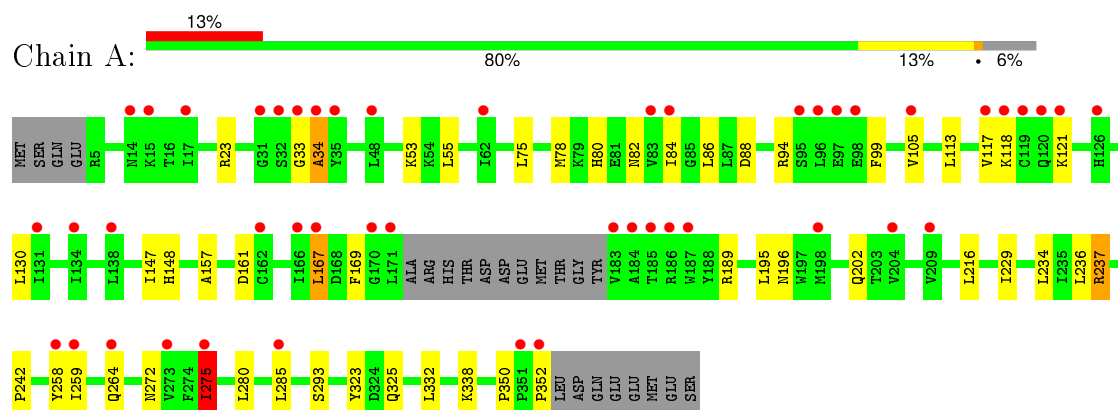 13%
Chain A:
80% 13% • 6%
MET SER GLN GLU R5 N14 K15 T16 I17 R23 G31 S32 G33 A34 Y35 L48 K53 K54 L55 I62 L75 M78 K79 H80 E81 N82 V83 I84 G85 L86 L87 D88 R94 S95 L96 E97 E98 F99 V105 L113 V117 K118 C119 Q120 K121 H126
L130 I131 I134 L138 I147 H148 A157 D161 C162 I166 L167 D168 F169 G170 L171 ALA ARG HIS THR ASP ASP GLU MET THR GLY TYR V183 A184 T185 R186 W187 Y188 R189 L195 N196 W197 M198 Q202 T203 V204 V209 L216 I229 L234 I235 L236 R237
P242 Y258 I259 Q264 N272 V273 F274 I275 L280 L285 S293 Y323 D324 Q325 L332 K338 P350 P351 P352 LEU ASP GLN GLU GLU MET GLU SER